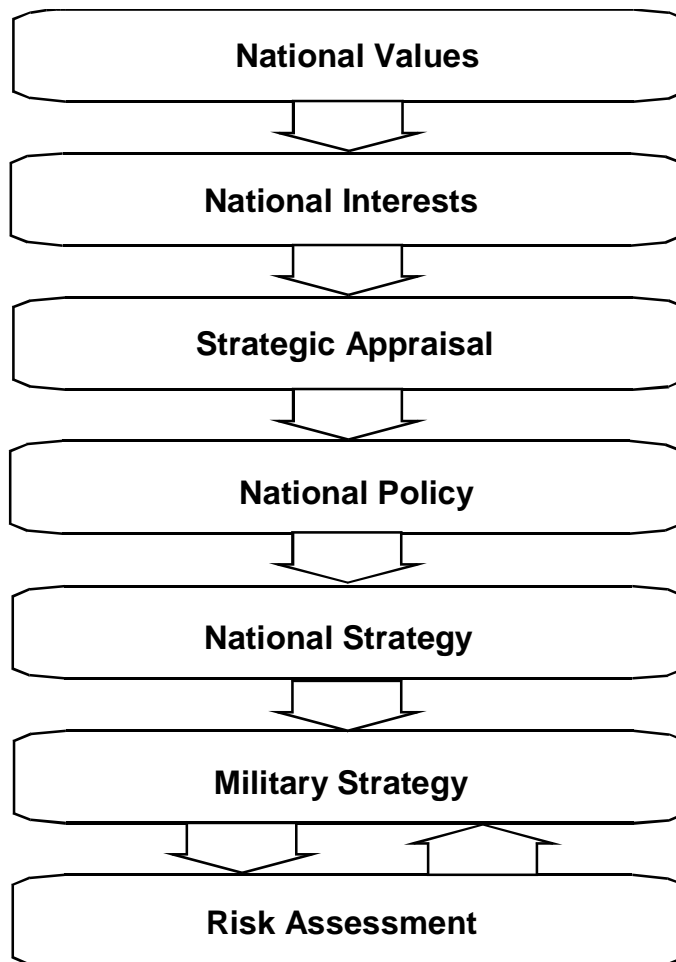 National Values
National Interests
Strategic Appraisal
National Policy
National Strategy
Military Strategy
Risk Assessment